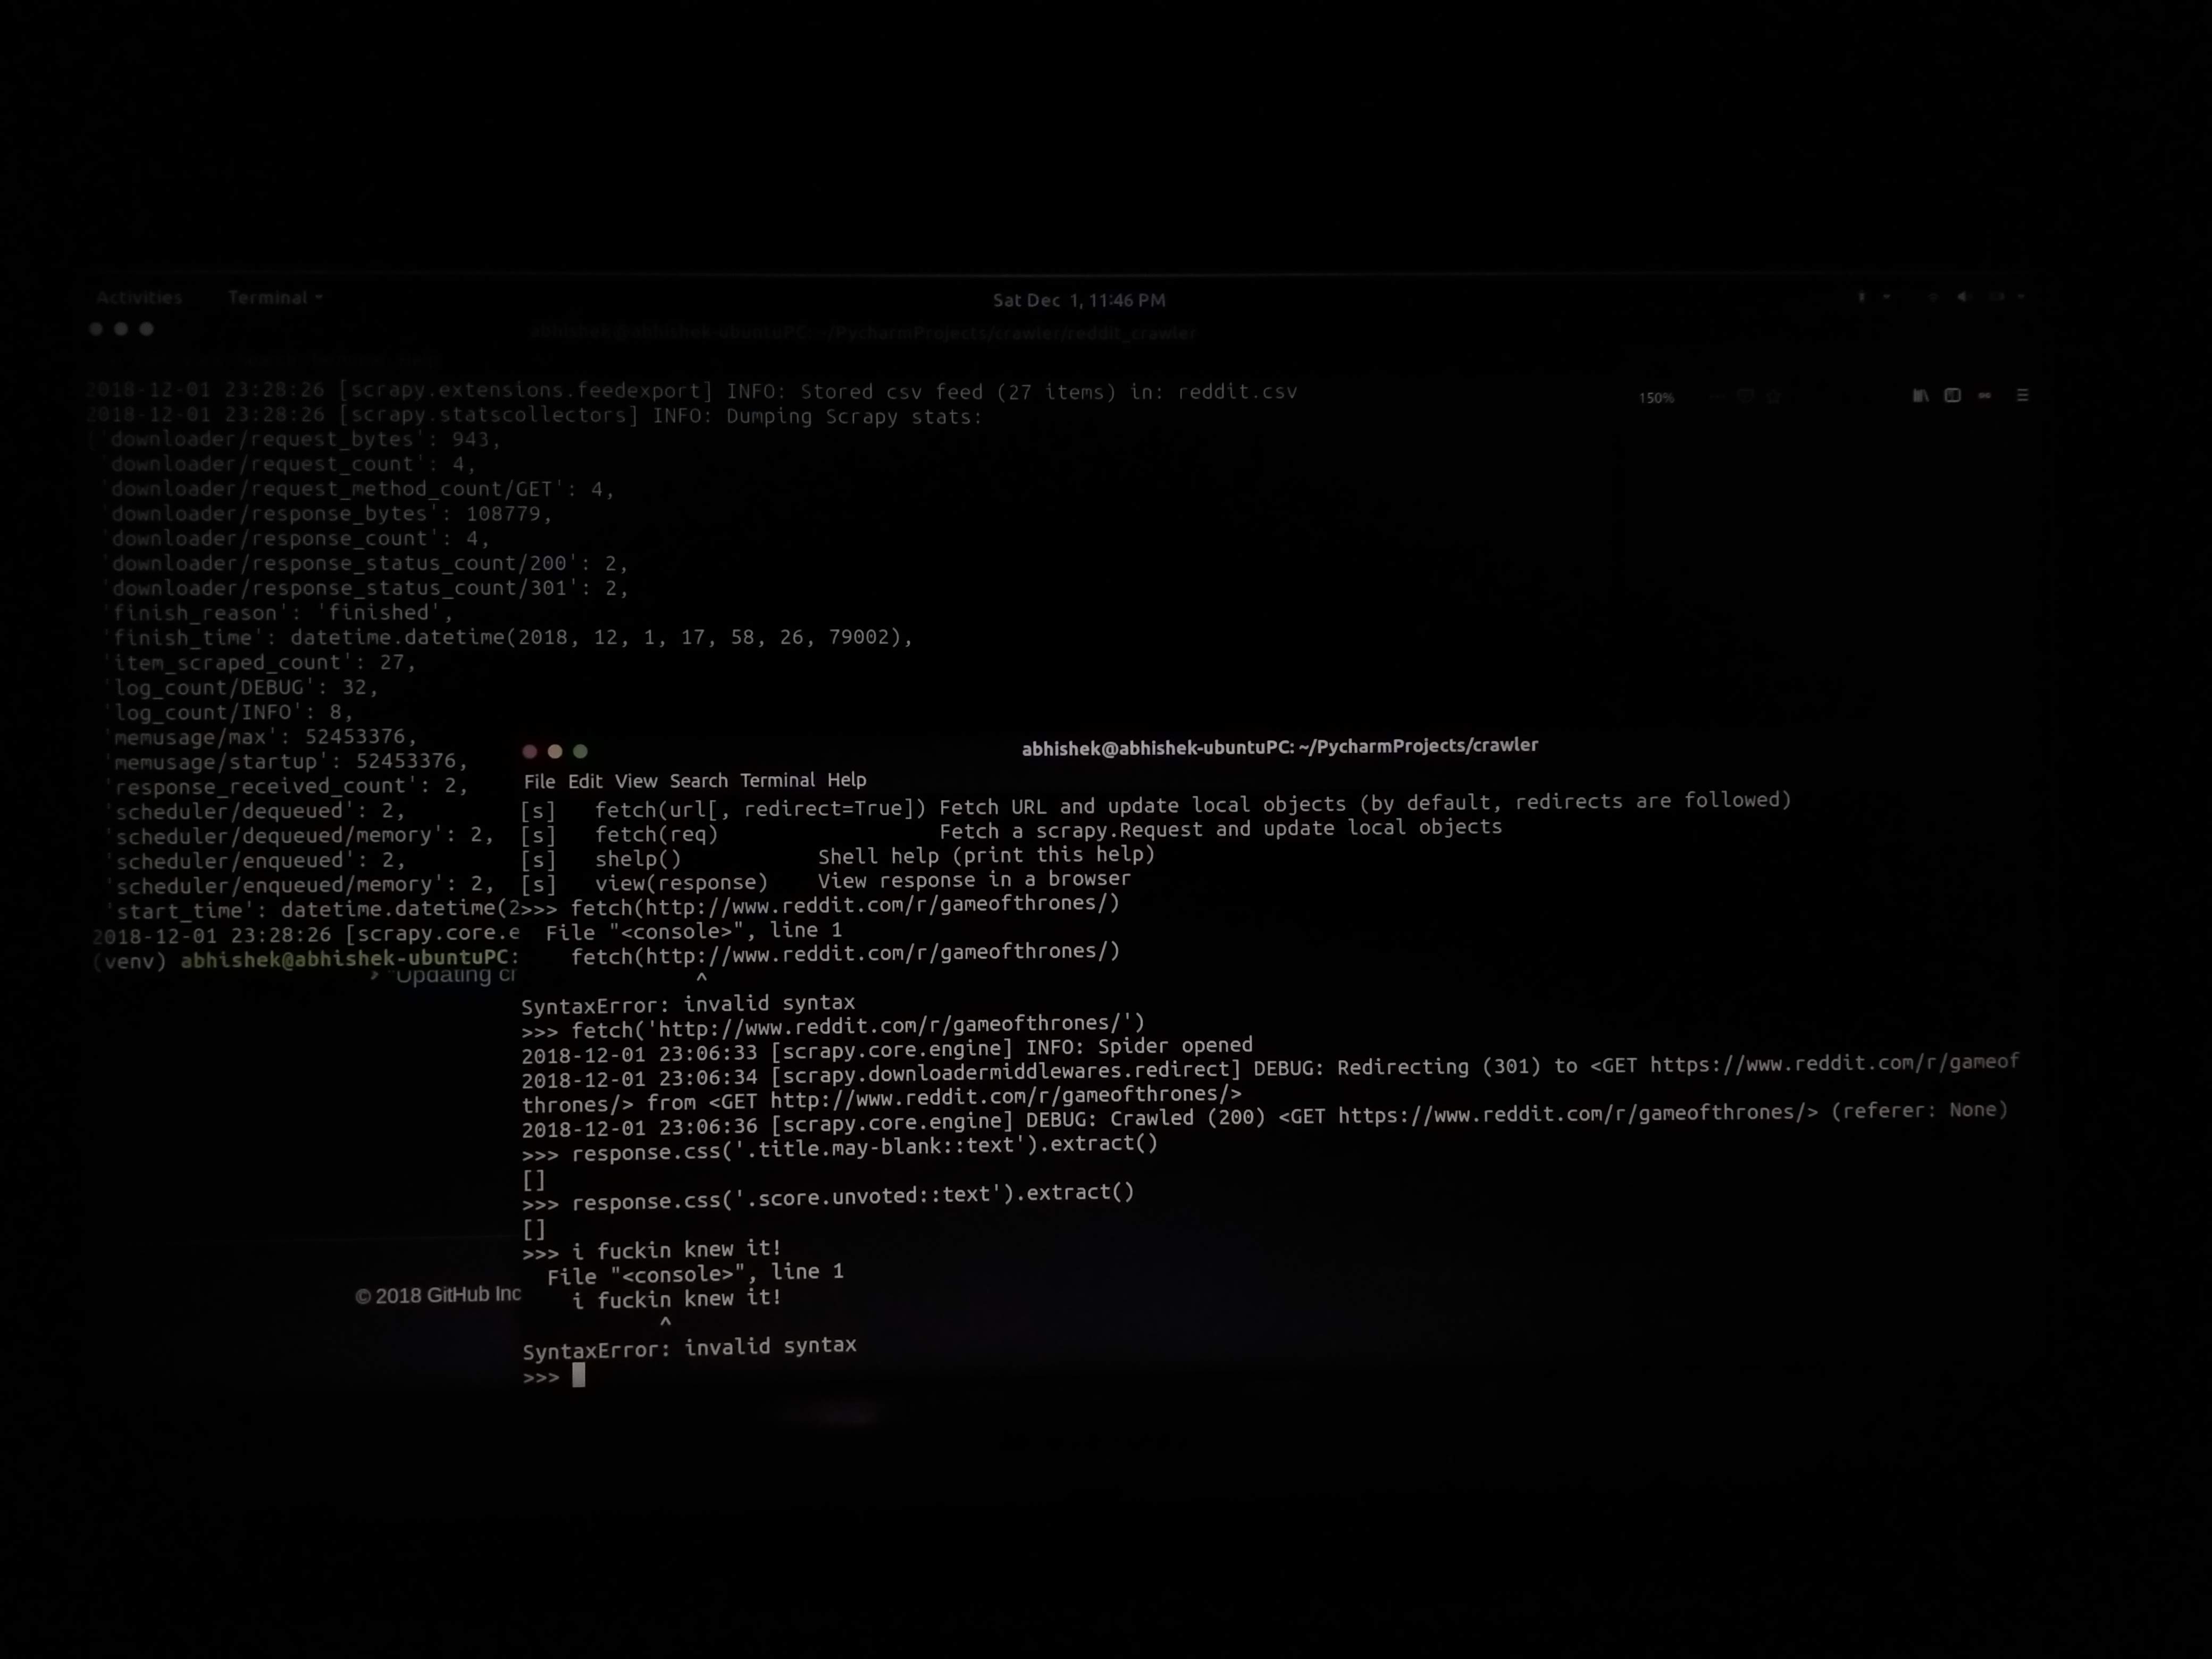 Activities Terminal Sat Dec 1, 11:46 PM
abhishek@abhishek-ubuntuPC: ~/PycharmProjects/crawler/reddit_crawler
2018-12-01 23:28:26 [scrapy.extensions.feedexport] INFO: Stored csv feed (27 items) in: reddit.csv
150%
2018-12-01 23:28:26 [scrapy.statscollectors] INFO: Dumping Scrapy stats:
{'downloader/request_bytes': 943,
'downloader/request_count': 4,
'downloader/request_method_count/GET': 4,
'downloader/response_bytes': 108779,
'downloader/response_count': 4,
'downloader/response_status_count/200': 2,
'downloader/response_status_count/301': 2,
'finish_reason': 'finished',
'finish_time': datetime.datetime(2018, 12, 1, 17, 58, 26, 79002),
'item_scraped_count': 27,
'log_count/DEBUG': 32,
'log_count/INFO': 8,
'memusage/max': 52453376,
'memusage/startup': 52453376,
'response_received_count': 2,
'scheduler/dequeued': 2,
'scheduler/dequeued/memory': 2,
'scheduler/enqueued': 2,
'scheduler/enqueued/memory': 2,
'start_time': datetime.datetime(2
2018-12-01 23:28:26 [scrapy.core.e
(venv) abhishek@abhishek-ubuntuPC:
"Updating cr
© 2018 GitHub Inc
abhishek@abhishek-ubuntuPC: ~/PycharmProjects/crawler
File Edit View Search Terminal Help
[s] fetch(url[, redirect=True]) Fetch URL and update local objects (by default, redirects are followed)
[s] fetch(req) Fetch a scrapy.Request and update local objects
[s] shelp() Shell help (print this help)
[s] view(response) View response in a browser
>>> fetch(http://www.reddit.com/r/gameofthrones/)
File "<console>", line 1
fetch(http://www.reddit.com/r/gameofthrones/)
^
SyntaxError: invalid syntax
>>> fetch('http://www.reddit.com/r/gameofthrones/')
2018-12-01 23:06:33 [scrapy.core.engine] INFO: Spider opened
2018-12-01 23:06:34 [scrapy.downloadermiddlewares.redirect] DEBUG: Redirecting (301) to <GET https://www.reddit.com/r/gameof
thrones/> from <GET http://www.reddit.com/r/gameofthrones/>
2018-12-01 23:06:36 [scrapy.core.engine] DEBUG: Crawled (200) <GET https://www.reddit.com/r/gameofthrones/> (referer: None)
>>> response.css('.title.may-blank::text').extract()
[]
>>> response.css('.score.unvoted::text').extract()
[]
>>> i fuckin knew it!
File "<console>", line 1
i fuckin knew it!
^
SyntaxError: invalid syntax
>>>